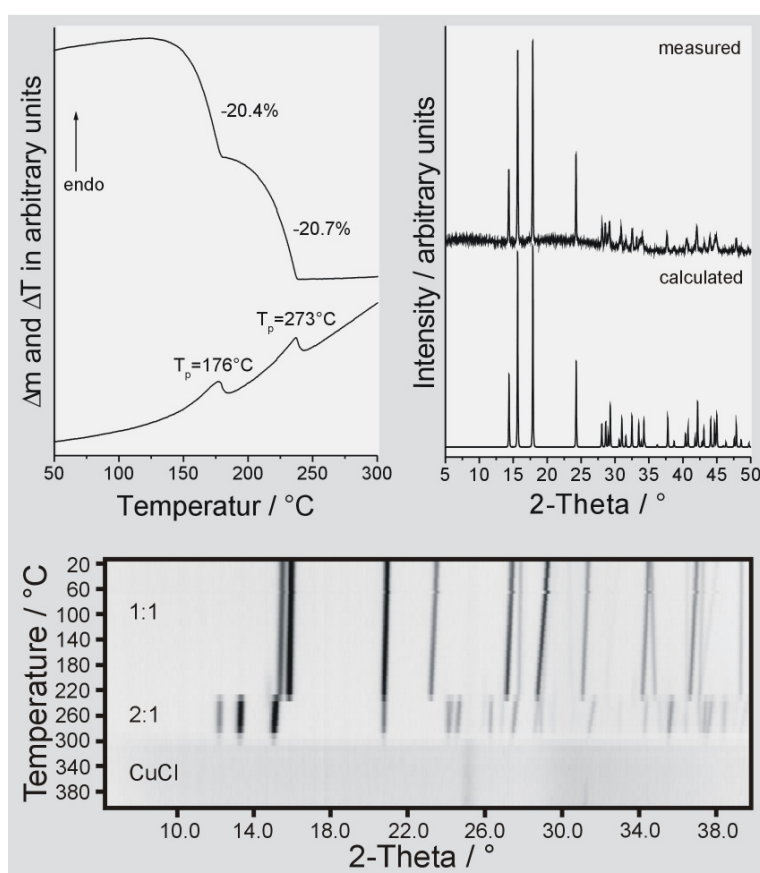 Δm and ΔT in arbitrary units
endo
-20.4%
-20.7%
Tp=176°C
Tp=273°C
50 100 150 200 250 300
Temperatur / °C
Intensity / arbitrary units
measured
calculated
5 10 15 20 25 30 35 40 45 50
2-Theta / °
Temperature / °C
20
60
100
140
180
220
260
300
340
380
1:1
2:1
CuCl
10.0 14.0 18.0 22.0 26.0 30.0 34.0 38.0
2-Theta / °